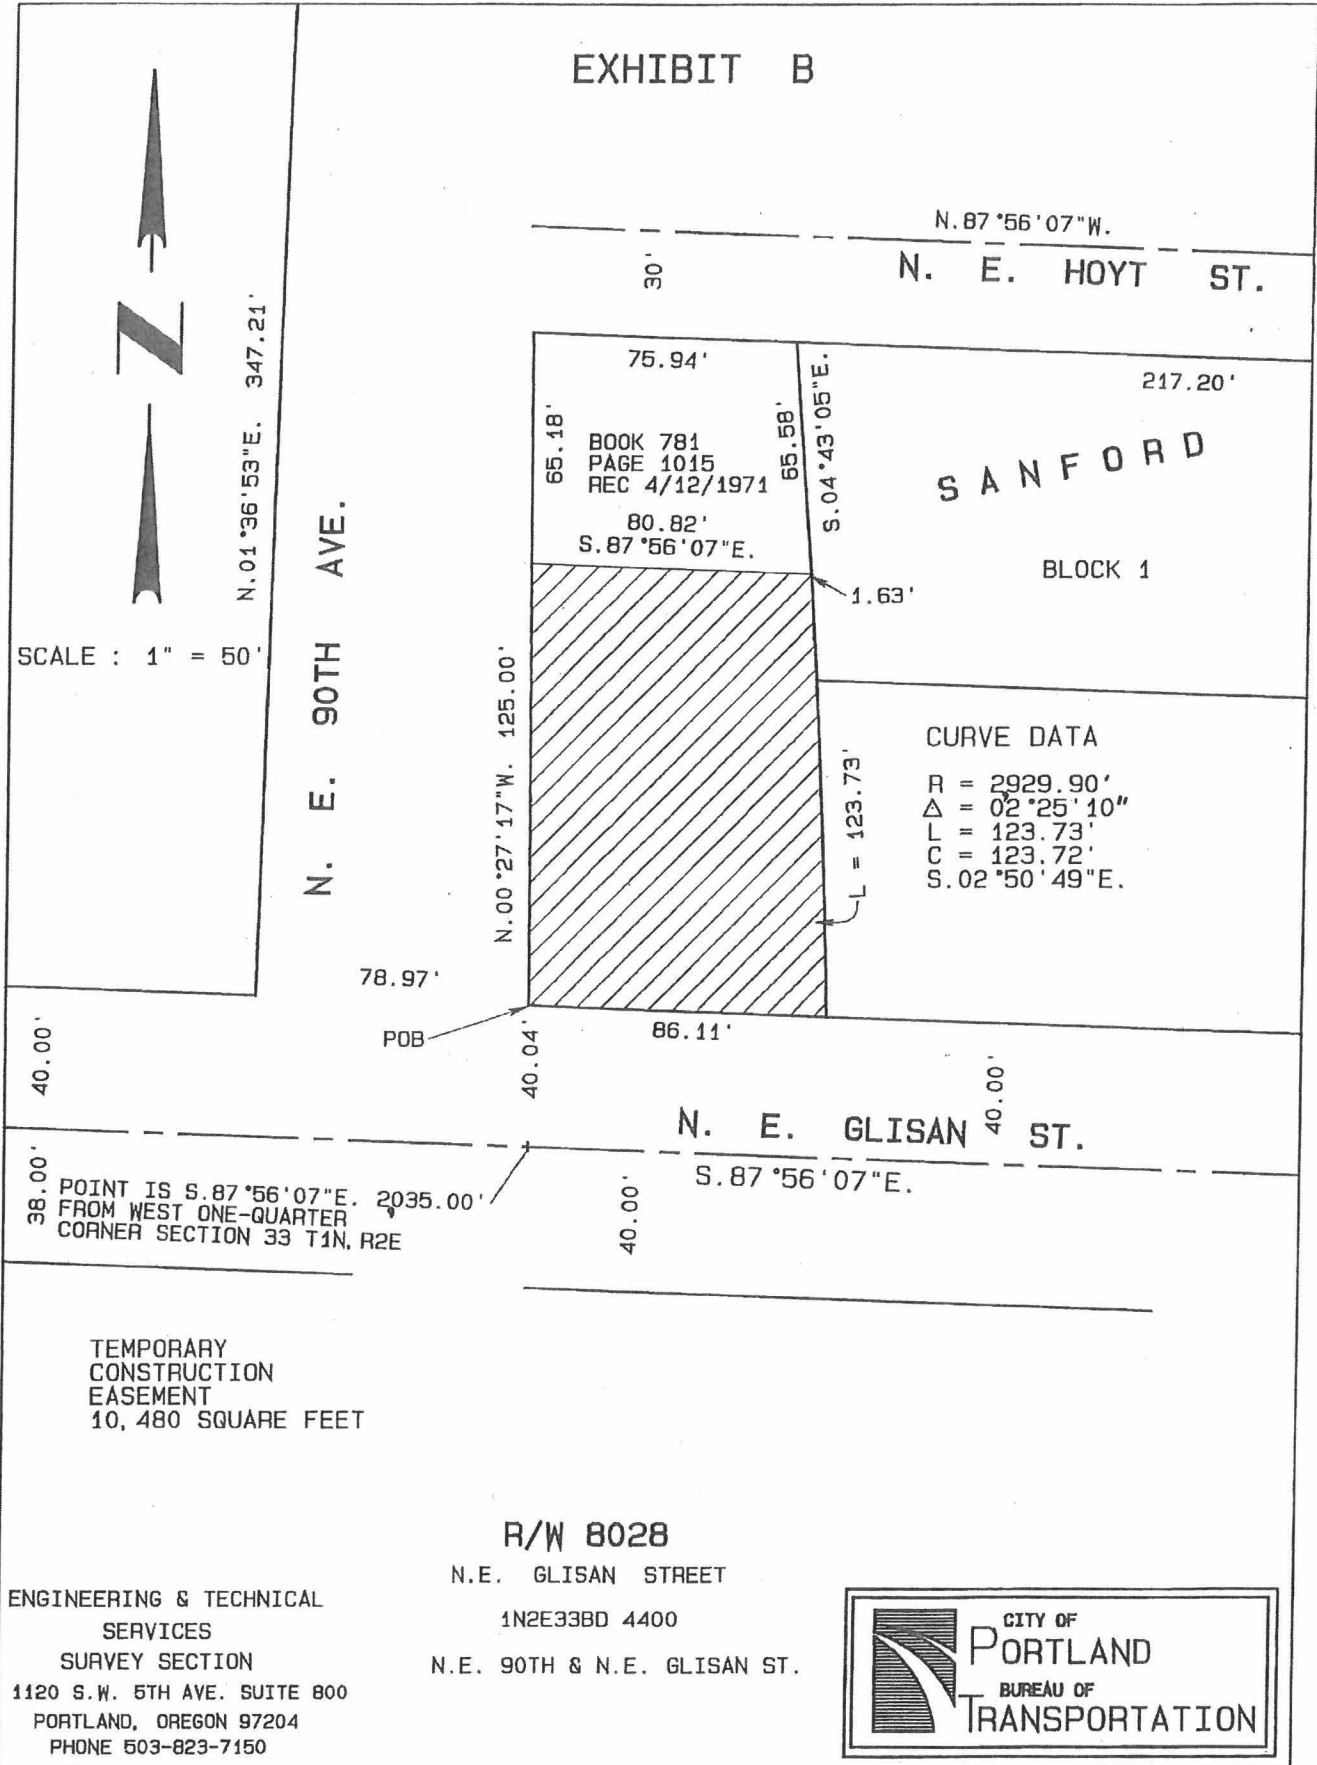 EXHIBIT B
N.87°56'07"W.
N. E. HOYT ST.
30'
N.01°36'53"E. 347.21'
75.94'
217.20'
65.18'
65.58'
S.04°43'05"E.
BOOK 781
PAGE 1015
REC 4/12/1971
80.82'
S.87°56'07"E.
SANFORD
BLOCK 1
1.63'
SCALE : 1" = 50'
N. E. 90TH AVE.
N.00°27'17"W. 125.00'
L = 123.73'
CURVE DATA
R = 2929.90'
Δ = 02°25'10"
L = 123.73'
C = 123.72'
S.02°50'49"E.
78.97'
POB
86.11'
40.00'
40.04'
40.00'
N. E. GLISAN ST.
S.87°56'07"E.
38.00'
POINT IS S.87°56'07"E. 2035.00'
FROM WEST ONE-QUARTER
CORNER SECTION 33 T1N, R2E
40.00'
TEMPORARY
CONSTRUCTION
EASEMENT
10,480 SQUARE FEET
R/W 8028
N.E. GLISAN STREET
1N2E33BD 4400
N.E. 90TH & N.E. GLISAN ST.
ENGINEERING & TECHNICAL
SERVICES
SURVEY SECTION
1120 S.W. 5TH AVE. SUITE 800
PORTLAND, OREGON 97204
PHONE 503-823-7150
CITY OF
PORTLAND
BUREAU OF
TRANSPORTATION